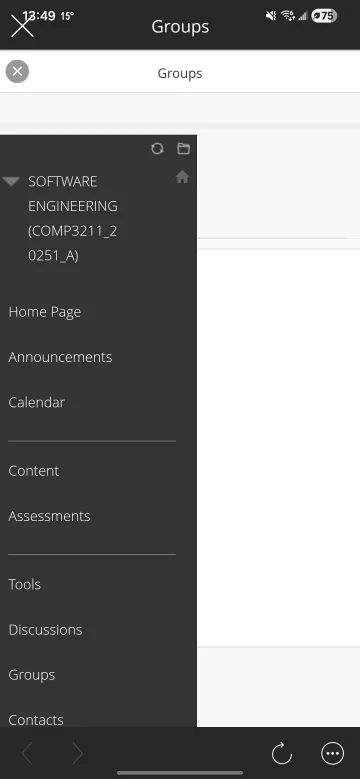 13:49 15°
75
Groups
Groups
SOFTWARE
ENGINEERING
(COMP3211_2
0251_A)
Home Page
Announcements
Calendar
Content
Assessments
Tools
Discussions
Groups
Contacts